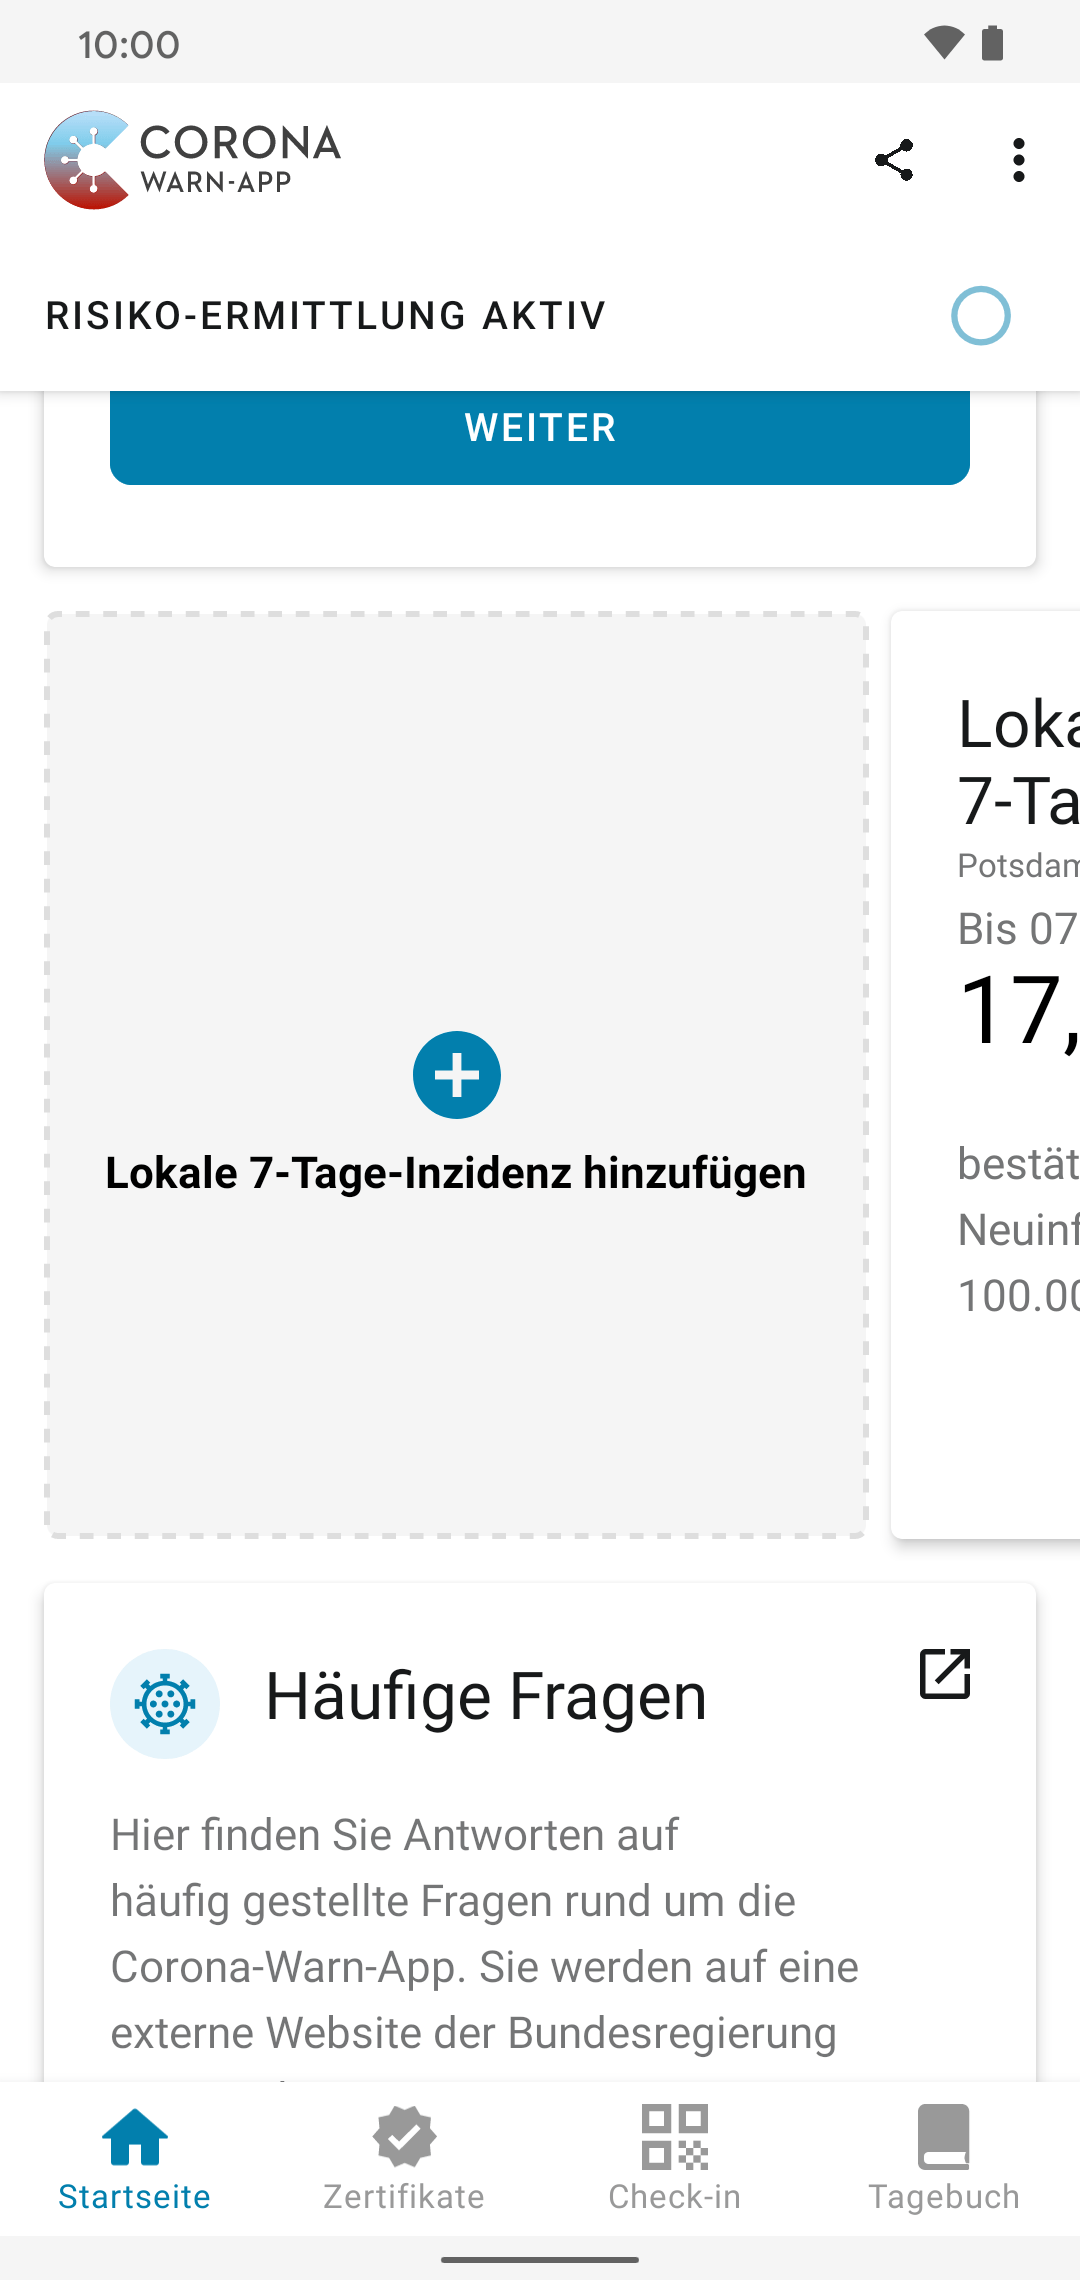 10:00
CORONA
WARN-APP
RISIKO-ERMITTLUNG AKTIV
WEITER
Lokale 7-Tage-Inzidenz hinzufügen
Loka
7-Ta
Potsdam
Bis 07
17,
bestät
Neuinf
100.00
Häufige Fragen
Hier finden Sie Antworten auf
häufig gestellte Fragen rund um die
Corona-Warn-App. Sie werden auf eine
externe Website der Bundesregierung
Startseite
Zertifikate
Check-in
Tagebuch